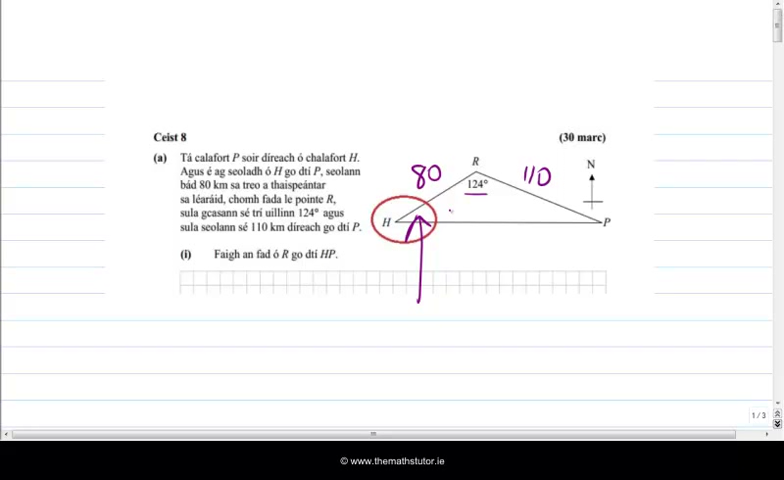 Ceist 8
(30 marc)
(a) Tá calafort P soir díreach ó chalafort H.
Agus é ag seoladh ó H go dtí P, seolann
bád 80 km sa treo a thaispeántar
sa léaráid, chomh fada le pointe R,
sula gcasann sé trí uillinn 124° agus
sula seolann sé 110 km díreach go dtí P.
R
80
110
N
124°
H
P
(i) Faigh an fad ó R go dtí HP.
1 / 3
© www.themathstutor.ie